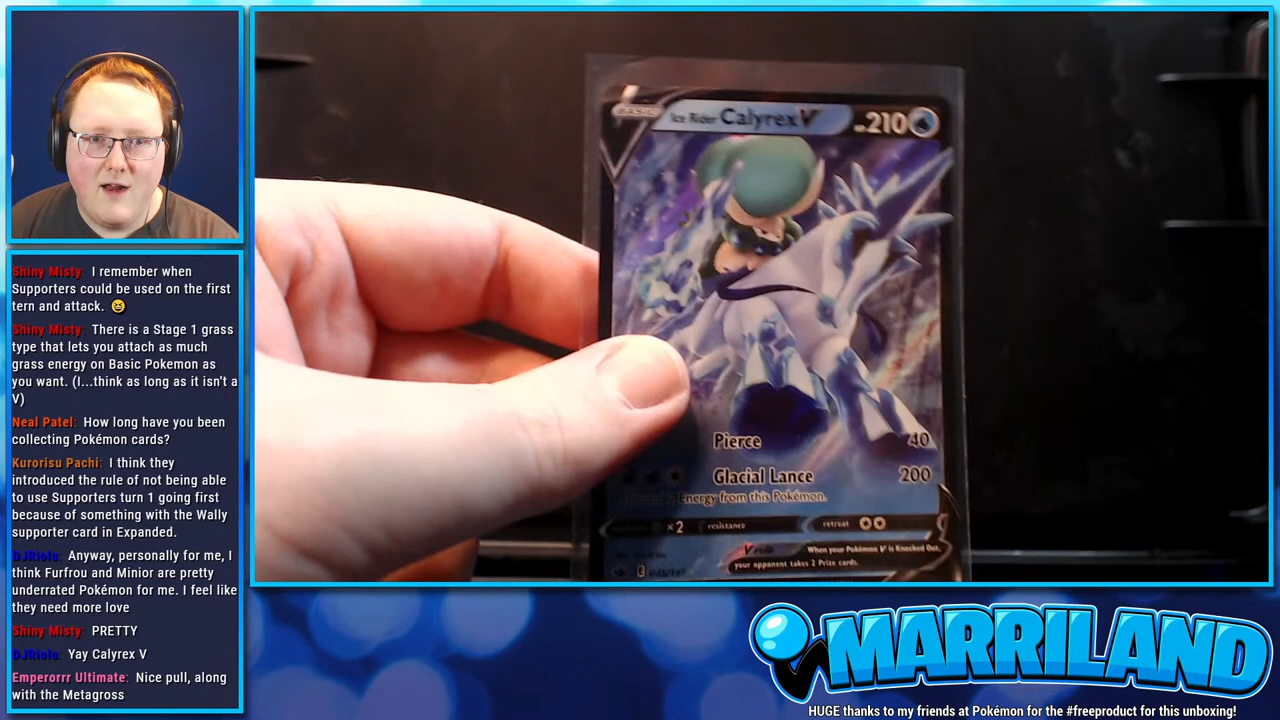 Shiny Misty: I remember when
Supporters could be used on the first
tern and attack. 😆
Shiny Misty: There is a Stage 1 grass
type that lets you attach as much
grass energy on Basic Pokemon as
you want. (I...think as long as it isn't a
V)
Neal Patel: How long have you been
collecting Pokémon cards?
Kurorisu Pachi: I think they
introduced the rule of not being able
to use Supporters turn 1 going first
because of something with the Wally
supporter card in Expanded.
DJRiolu: Anyway, personally for me, I
think Furfrou and Minior are pretty
underrated Pokémon for me. I feel like
they need more love
Shiny Misty: PRETTY
DJRiolu: Yay Calyrex V
Emperorrr Ultimate: Nice pull, along
with the Metagross
BASIC
Ice Rider Calyrex V HP 210
Pierce 40
Glacial Lance 200
Energy from this Pokémon.
×2 resistance retreat
V rule When your Pokémon V is Knocked Out,
your opponent takes 2 Prize cards.
E
MARRILAND
HUGE thanks to my friends at Pokémon for the #freeproduct for this unboxing!